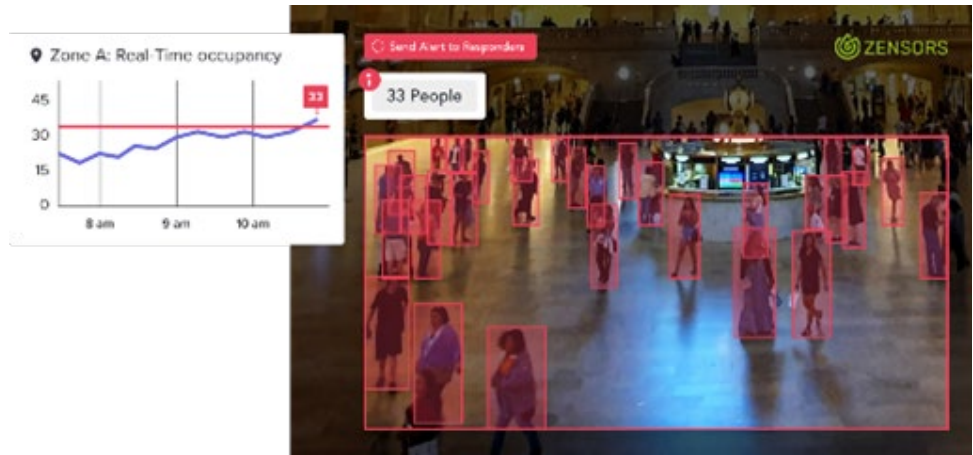 Zone A: Real-Time occupancy
45
33
30
15
0
8 am
9 am
10 am
Send Alert to Responders
ZENSORS
33 People